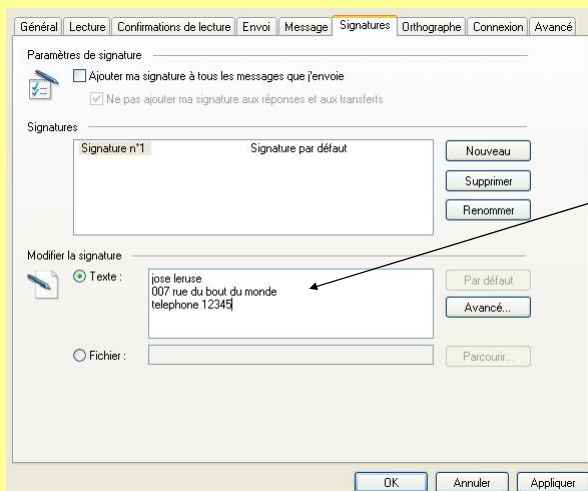 Général Lecture Confirmations de lecture Envoi Message Signatures Orthographe Connexion Avancé
Paramètres de signature
Ajouter ma signature à tous les messages que j'envoie
Ne pas ajouter ma signature aux réponses et aux transferts
Signatures
Signature n°1 Signature par défaut
Nouveau
Supprimer
Renommer
Modifier la signature
Texte :
jose leruse
007 rue du bout du monde
telephone 12345
Par défaut
Avancé...
Fichier :
Parcourir...
OK Annuler Appliquer